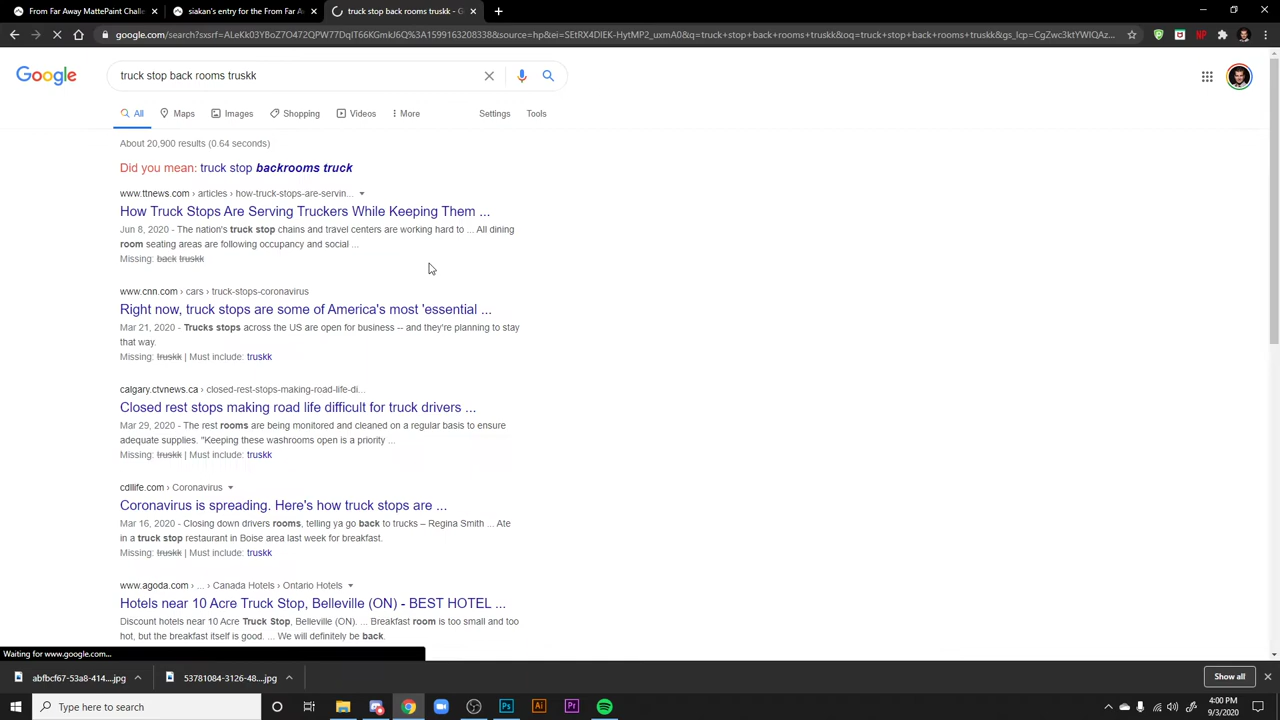 From Far Away MattePaint Challe
siakan's entry for the From Far Aw
truck stop back rooms truskk - Go
google.com/search?sxsrf=ALeKk03YBoZ7O472QPW77DqIT66KGmkJ6Q%3A1599163208338&source=hp&ei=SEtRX4DIEK-HytMP2_uxmA0&q=truck+stop+back+rooms+truskk&oq=truck+stop+back+rooms+truskk&gs_lcp=CgZwc3ktYWIQAz...
Google
truck stop back rooms truskk
All Maps Images Shopping Videos More Settings Tools
About 20,900 results (0.64 seconds)
Did you mean: truck stop backrooms truck
www.ttnews.com › articles › how-truck-stops-are-servin...
How Truck Stops Are Serving Truckers While Keeping Them ...
Jun 8, 2020 - The nation's truck stop chains and travel centers are working hard to ... All dining
room seating areas are following occupancy and social ...
Missing: back truskk
www.cnn.com › cars › truck-stops-coronavirus
Right now, truck stops are some of America's most 'essential ...
Mar 21, 2020 - Trucks stops across the US are open for business -- and they're planning to stay
that way.
Missing: truskk | Must include: truskk
calgary.ctvnews.ca › closed-rest-stops-making-road-life-di...
Closed rest stops making road life difficult for truck drivers ...
Mar 29, 2020 - The rest rooms are being monitored and cleaned on a regular basis to ensure
adequate supplies. "Keeping these washrooms open is a priority ...
Missing: truskk | Must include: truskk
cdllife.com › Coronavirus
Coronavirus is spreading. Here's how truck stops are ...
Mar 16, 2020 - Closing down drivers rooms, telling ya go back to trucks – Regina Smith ... Ate
in a truck stop restaurant in Boise area last week for breakfast.
Missing: truskk | Must include: truskk
www.agoda.com › ... › Canada Hotels › Ontario Hotels
Hotels near 10 Acre Truck Stop, Belleville (ON) - BEST HOTEL ...
Discount hotels near 10 Acre Truck Stop, Belleville (ON). ... Breakfast room is too small and too
hot, but the breakfast itself is good. ... We will definitely be back.
Waiting for www.google.com...
abfbcf67-53a8-414....jpg
53781084-3126-48....jpg
Show all
Type here to search
Ps
Ai
Pr
4:00 PM
9/3/2020